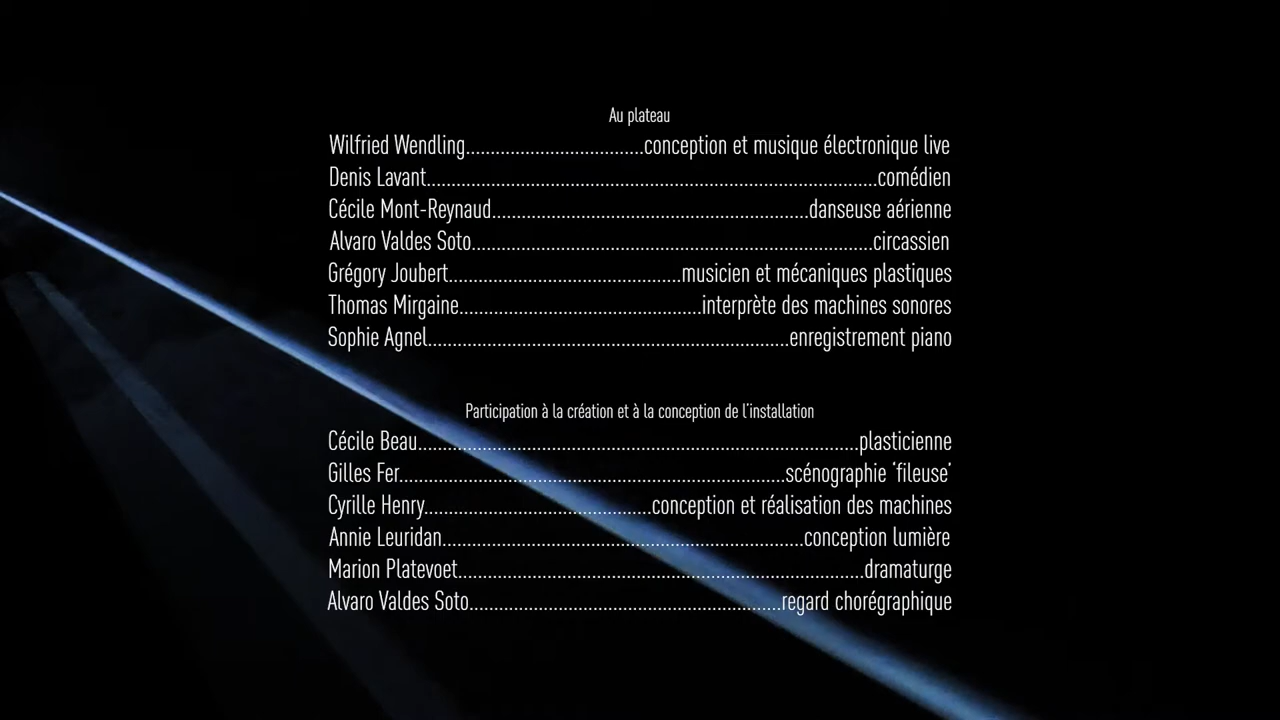 Au plateau
Wilfried Wendling....................................conception et musique électronique live
Denis Lavant...........................................................................................comédien
Cécile Mont-Reynaud................................................................danseuse aérienne
Alvaro Valdes Soto.................................................................................circassien
Grégory Joubert...............................................musicien et mécaniques plastiques
Thomas Mirgaine.................................................interprète des machines sonores
Sophie Agnel.........................................................................enregistrement piano
Participation à la création et à la conception de l'installation
Cécile Beau.........................................................................................plasticienne
Gilles Fer..............................................................................scénographie 'fileuse'
Cyrille Henry..............................................conception et réalisation des machines
Annie Leuridan.........................................................................conception lumière
Marion Platevoet..................................................................................dramaturge
Alvaro Valdes Soto...............................................................regard chorégraphique